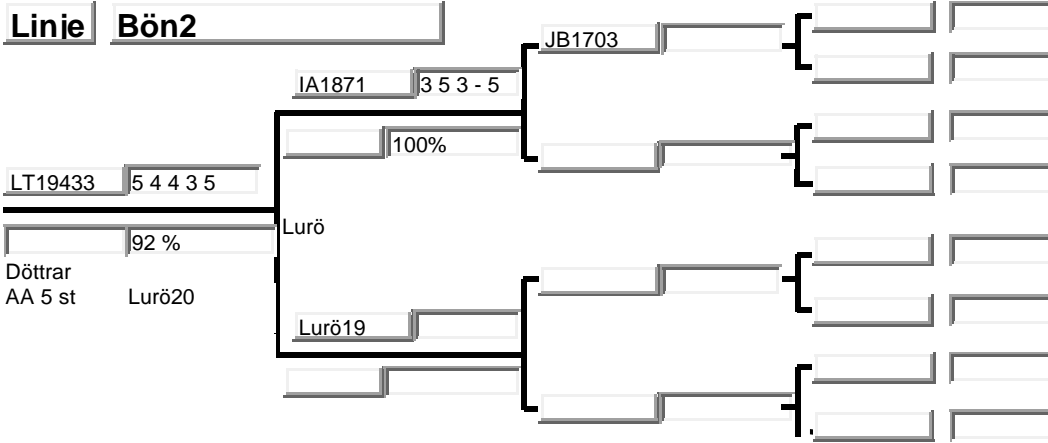 Linje Bön2
JB1703
IA1871 3 5 3 - 5
100%
LT19433 5 4 4 3 5
Lurö
92 %
Döttrar
AA 5 st Lurö20
Lurö19